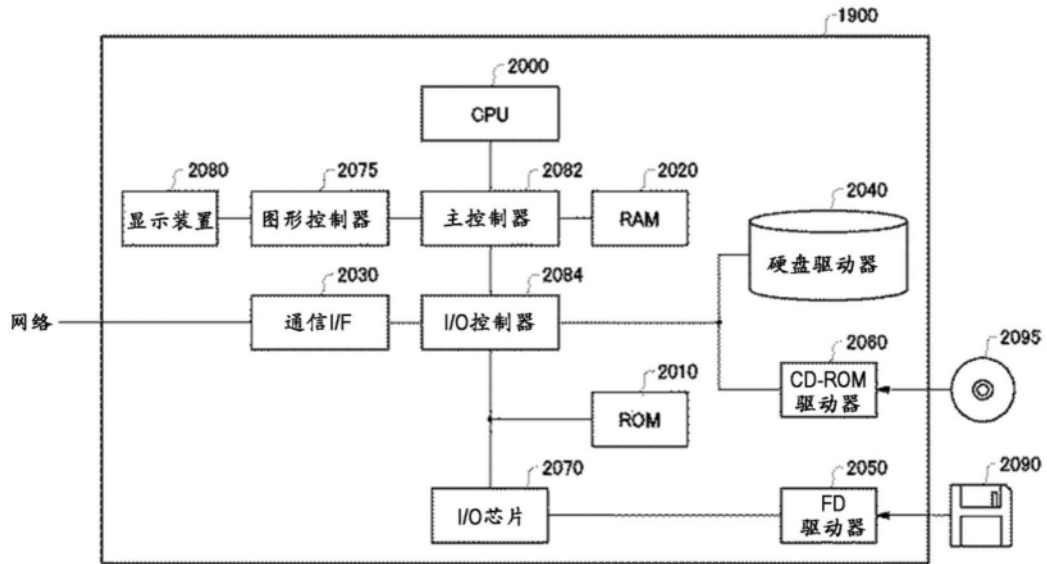 1900
2000
CPU
2080
2075
2082
2020
2040
显示装置
图形控制器
主控制器
RAM
硬盘驱动器
2030
2084
网络
通信I/F
I/O控制器
2060
2095
CD-ROM
驱动器
2010
ROM
2070
2050
2090
I/O芯片
FD
驱动器